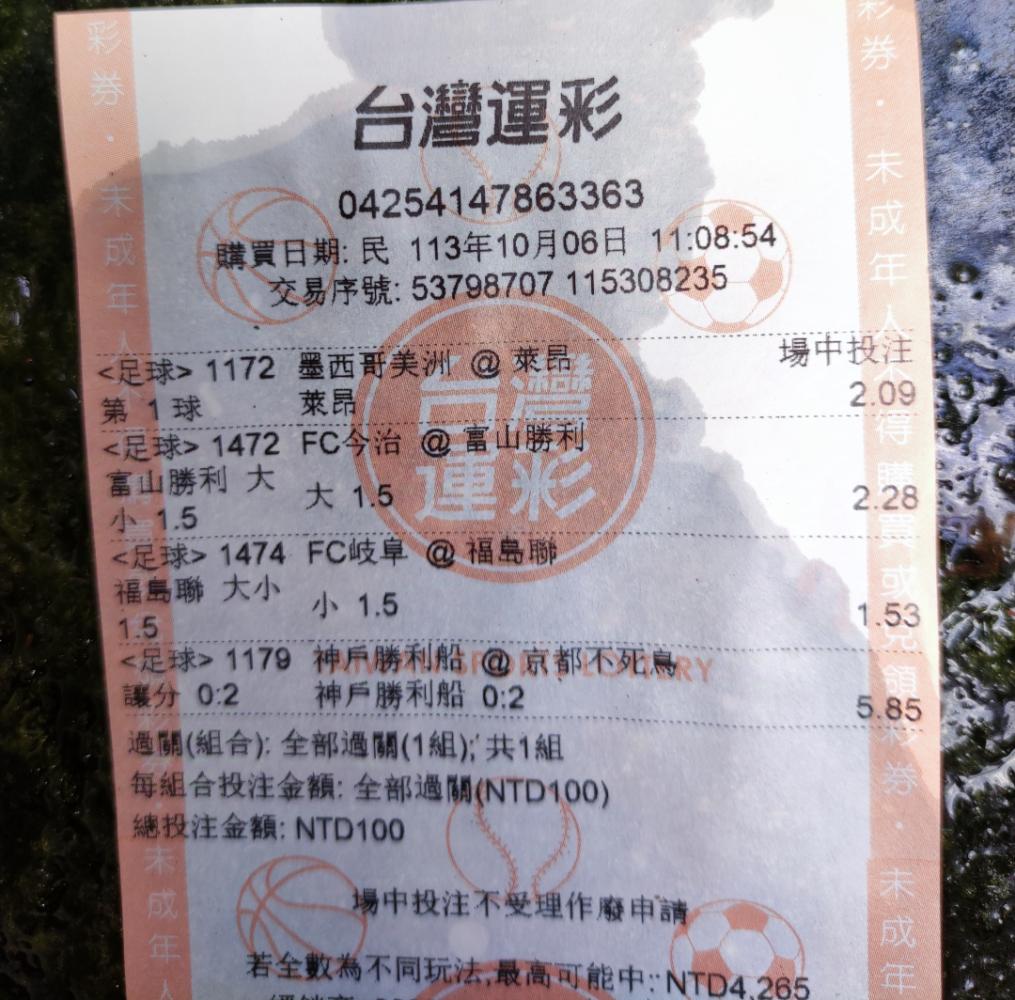 台灣運彩
04254147863363
購買日期: 民 113年10月06日 11:08:54
交易序號: 53798707 115308235
場中投注
<足球> 1172 墨西哥美洲 @ 萊昂
第 1 球 萊昂 2.09
<足球> 1472 FC今治 @ 富山勝利
富山勝利 大
小 1.5 大 1.5 2.28
<足球> 1474 FC岐阜 @ 福島聯
福島聯 大小
1.5 小 1.5 1.53
<足球> 1179 神戶勝利船 @ 京都不死鳥
讓分 0:2 神戶勝利船 0:2 5.85
過關(組合): 全部過關(1組); 共1組
每組合投注金額: 全部過關(NTD100)
總投注金額: NTD100
場中投注不受理作廢申請
若全數為不同玩法,最高可能中: NTD4,265
台灣
運彩
彩券・未成年人
彩券・未成年人 得購買或兌領彩券・未成年
未成年人